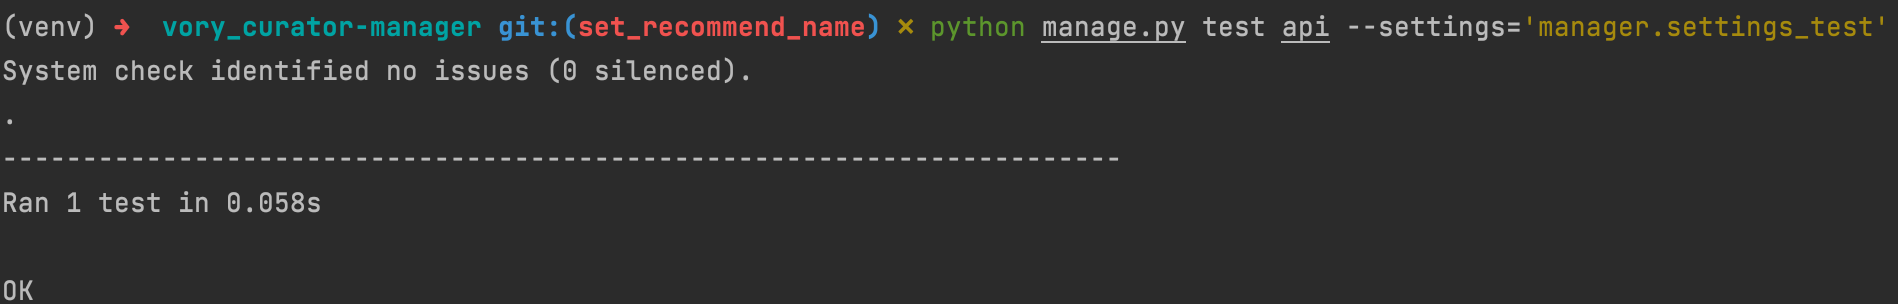 (venv) → vory_curator-manager git:(set_recommend_name) × python manage.py test api --settings='manager.settings_test'
System check identified no issues (0 silenced).
.
----------------------------------------------------------------------
Ran 1 test in 0.058s
OK